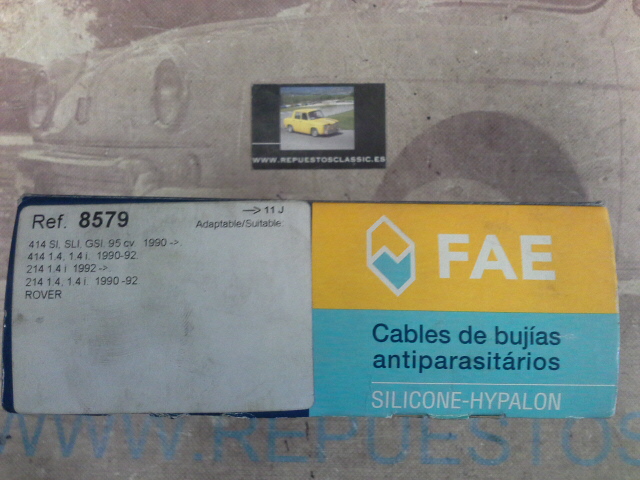 WWW.REPUESTOSCLASSIC.ES
Ref. 8579
→ 11 J
Adaptable/Suitable:
414 SI, SLI, GSI. 95 cv 1990 ->.
414 1.4, 1.4 i. 1990-92.
214 1.4 i 1992 ->.
214 1.4, 1.4 i. 1990 -92
ROVER
FAE
Cables de bujías
antiparasitários
SILICONE-HYPALON
WWW.REPUESTOS